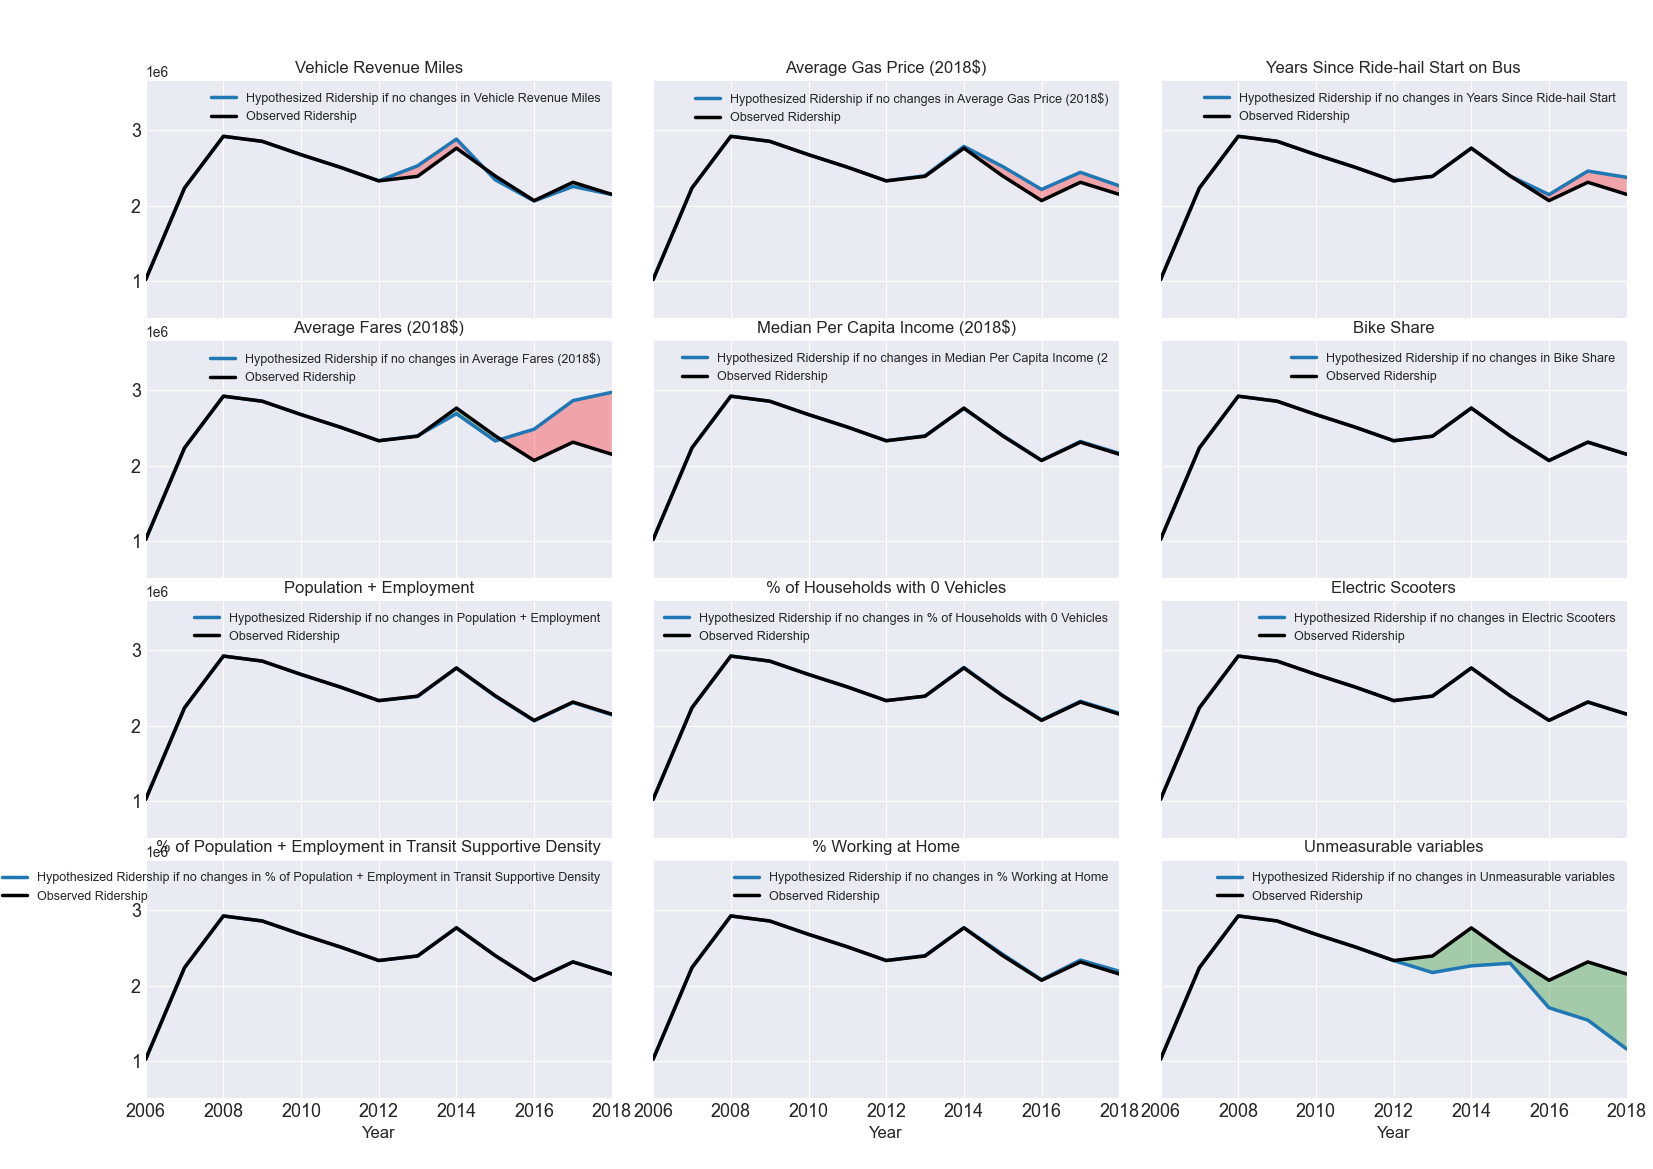 Vehicle Revenue Miles
1e6
Hypothesized Ridership if no changes in Vehicle Revenue Miles
Observed Ridership
3
2
1
Average Gas Price (2018$)
Hypothesized Ridership if no changes in Average Gas Price (2018$)
Observed Ridership
Years Since Ride-hail Start on Bus
Hypothesized Ridership if no changes in Years Since Ride-hail Start
Observed Ridership
Average Fares (2018$)
1e6
Hypothesized Ridership if no changes in Average Fares (2018$)
Observed Ridership
3
2
1
Median Per Capita Income (2018$)
Hypothesized Ridership if no changes in Median Per Capita Income (2
Observed Ridership
Bike Share
Hypothesized Ridership if no changes in Bike Share
Observed Ridership
Population + Employment
1e6
Hypothesized Ridership if no changes in Population + Employment
Observed Ridership
3
2
1
% of Households with 0 Vehicles
Hypothesized Ridership if no changes in % of Households with 0 Vehicles
Observed Ridership
Electric Scooters
Hypothesized Ridership if no changes in Electric Scooters
Observed Ridership
% of Population + Employment in Transit Supportive Density
1e6
Hypothesized Ridership if no changes in % of Population + Employment in Transit Supportive Density
Observed Ridership
3
2
1
2006 2008 2010 2012 2014 2016 2018
Year
% Working at Home
Hypothesized Ridership if no changes in % Working at Home
Observed Ridership
2006 2008 2010 2012 2014 2016 2018
Year
Unmeasurable variables
Hypothesized Ridership if no changes in Unmeasurable variables
Observed Ridership
2006 2008 2010 2012 2014 2016 2018
Year